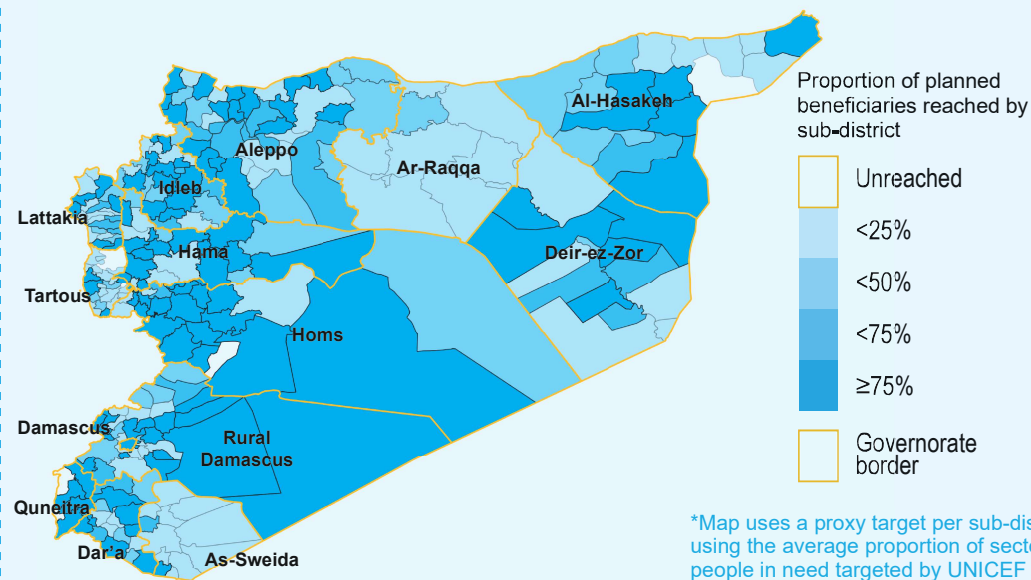 Al-Hasakeh
Aleppo
Ar-Raqqa
Idleb
Lattakia
Hama
Deir-ez-Zor
Tartous
Homs
Damascus
Rural
Damascus
Quneitra
Dar'a
As-Sweida
Proportion of planned
beneficiaries reached by
sub-district
Unreached
<25%
<50%
<75%
≥75%
Governorate
border
*Map uses a proxy target per sub-dis
using the average proportion of secto
people in need targeted by UNICEF